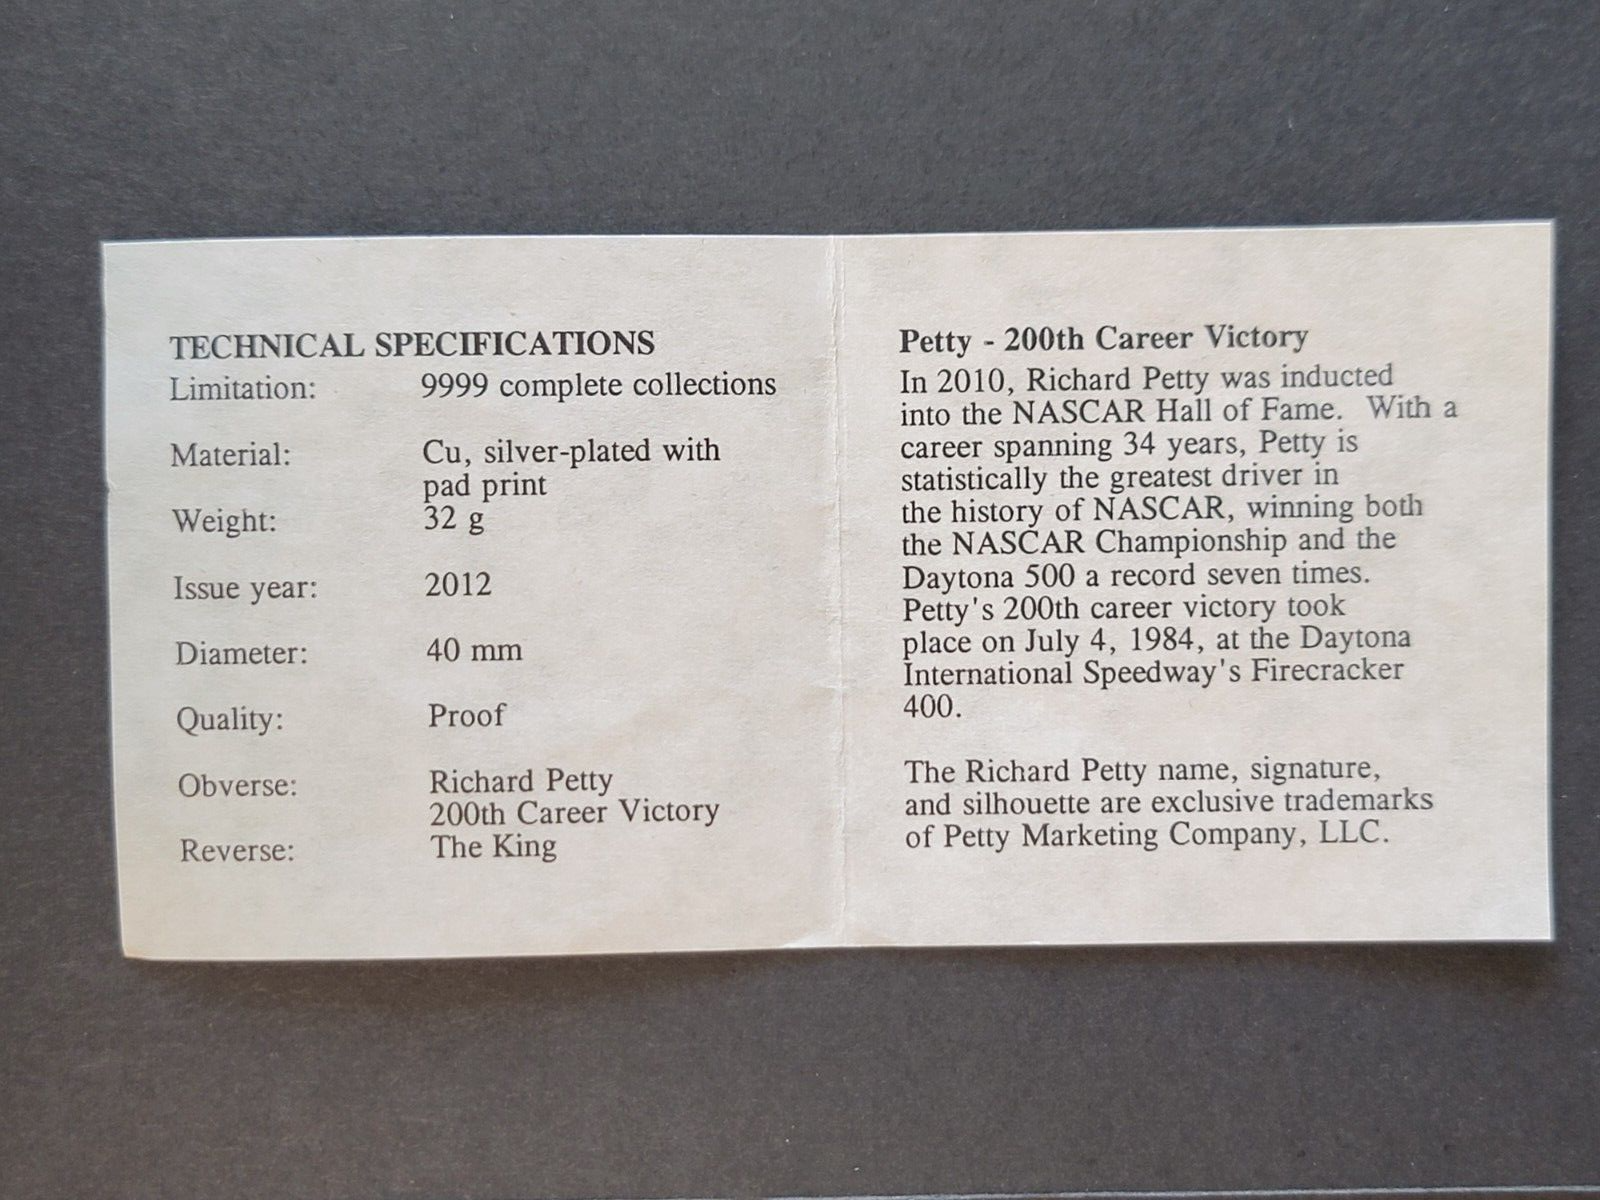 TECHNICAL SPECIFICATIONS
Limitation: 9999 complete collections
Material: Cu, silver-plated with
pad print
Weight: 32 g
Issue year: 2012
Diameter: 40 mm
Quality: Proof
Obverse: Richard Petty
200th Career Victory
Reverse: The King
Petty - 200th Career Victory
In 2010, Richard Petty was inducted
into the NASCAR Hall of Fame. With a
career spanning 34 years, Petty is
statistically the greatest driver in
the history of NASCAR, winning both
the NASCAR Championship and the
Daytona 500 a record seven times.
Petty's 200th career victory took
place on July 4, 1984, at the Daytona
International Speedway's Firecracker
400.
The Richard Petty name, signature,
and silhouette are exclusive trademarks
of Petty Marketing Company, LLC.